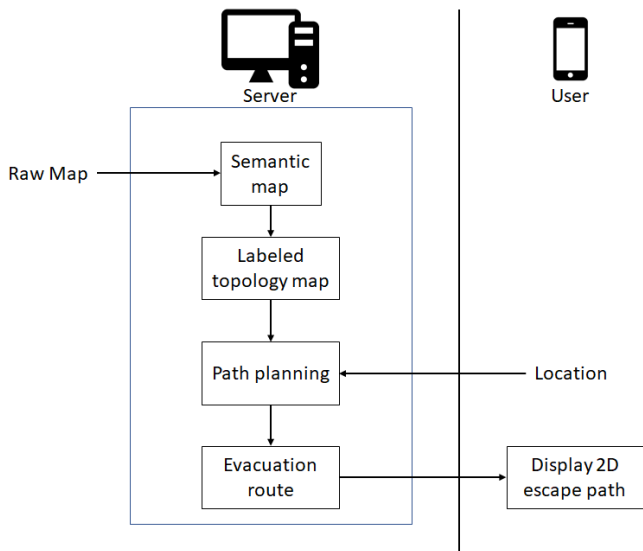 Server
User
Raw Map
Semantic
map
Labeled
topology map
Path planning
Location
Evacuation
route
Display 2D
escape path